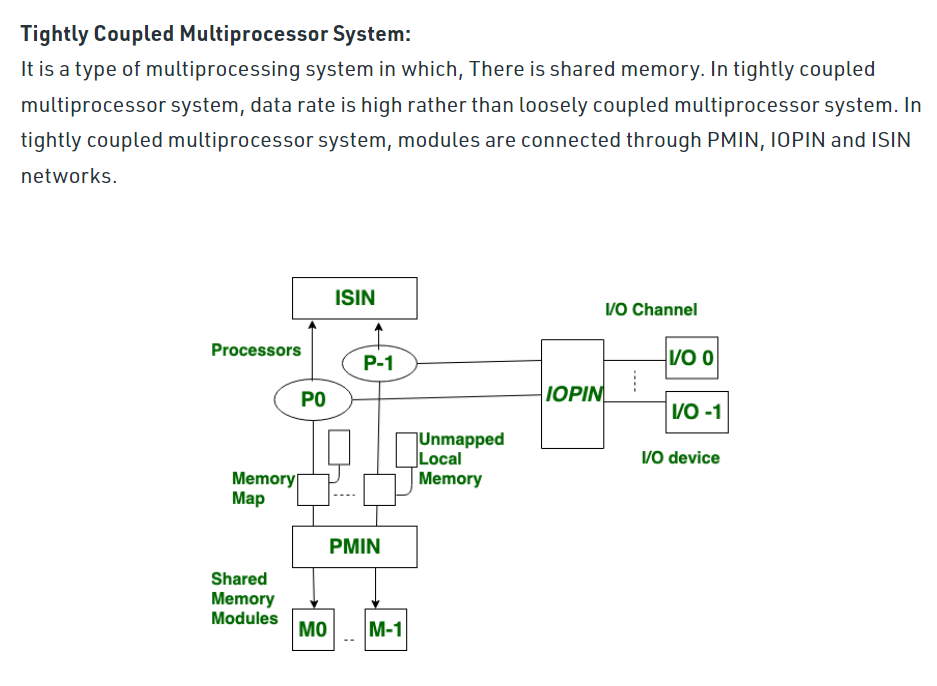 Tightly Coupled Multiprocessor System:
It is a type of multiprocessing system in which, There is shared memory. In tightly coupled
multiprocessor system, data rate is high rather than loosely coupled multiprocessor system. In
tightly coupled multiprocessor system, modules are connected through PMIN, IOPIN and ISIN
networks.
ISIN
I/O Channel
Processors
P-1
I/O 0
P0
IOPIN
I/O -1
Unmapped
Local
Memory
I/O device
Memory
Map
PMIN
Shared
Memory
Modules
M0
M-1